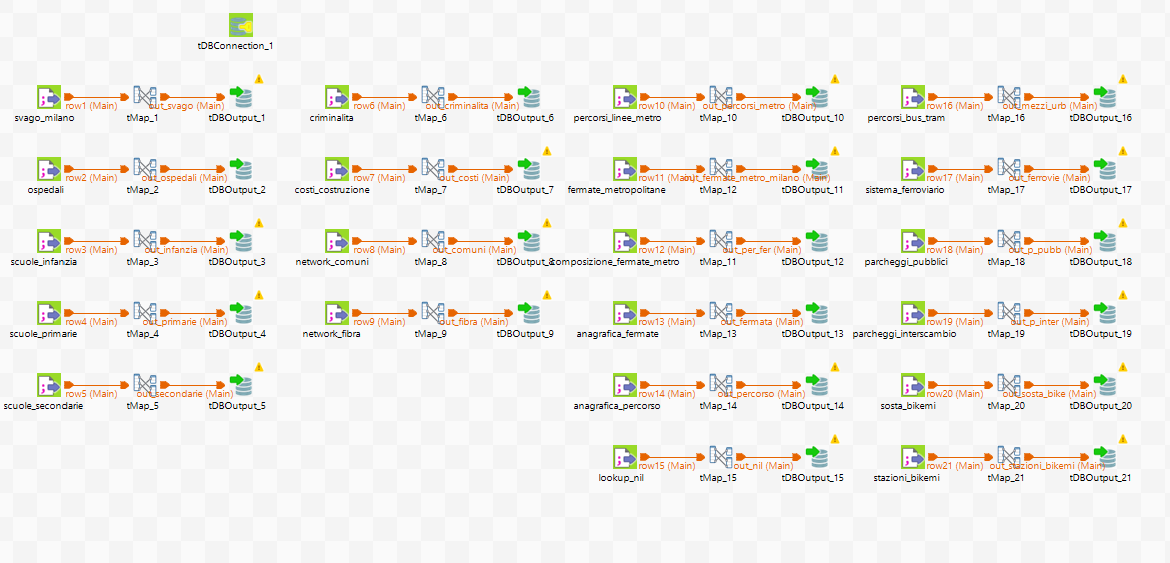 tDBConnection_1
row1 (Main) out_svago (Main)
svago_milano tMap_1 tDBOutput_1
row6 (Main) out_criminalita (Main)
criminalita tMap_6 tDBOutput_6
row10 (Main) out_percorsi_metro (Main)
percorsi_linee_metro tMap_10 tDBOutput_10
row16 (Main) out_mezzi_urb (Main)
percorsi_bus_tram tMap_16 tDBOutput_16
row2 (Main) out_ospedali (Main)
ospedali tMap_2 tDBOutput_2
row7 (Main) out_costi (Main)
costi_costruzione tMap_7 tDBOutput_7
row11 (Main) out_fermate_metro_milano (Main)
fermate_metropolitane tMap_12 tDBOutput_11
row17 (Main) out_ferrovie (Main)
sistema_ferroviario tMap_17 tDBOutput_17
row3 (Main) out_infanzia (Main)
scuole_infanzia tMap_3 tDBOutput_3
row8 (Main) out_comuni (Main)
network_comuni tMap_8 tDBOutput_8
row12 (Main) out_per_fer (Main)
composizione_fermate_metro tMap_11 tDBOutput_12
row18 (Main) out_p_pubb (Main)
parcheggi_pubblici tMap_18 tDBOutput_18
row4 (Main) out_primarie (Main)
scuole_primarie tMap_4 tDBOutput_4
row9 (Main) out_fibra (Main)
network_fibra tMap_9 tDBOutput_9
row13 (Main) out_fermata (Main)
anagrafica_fermate tMap_13 tDBOutput_13
row19 (Main) out_p_inter (Main)
parcheggi_interscambio tMap_19 tDBOutput_19
row5 (Main) out_secondarie (Main)
scuole_secondarie tMap_5 tDBOutput_5
row14 (Main) out_percorso (Main)
anagrafica_percorso tMap_14 tDBOutput_14
row20 (Main) out_sosta_bike (Main)
sosta_bikemi tMap_20 tDBOutput_20
row15 (Main) out_nil (Main)
lookup_nil tMap_15 tDBOutput_15
row21 (Main) out_stazioni_bikemi (Main)
stazioni_bikemi tMap_21 tDBOutput_21